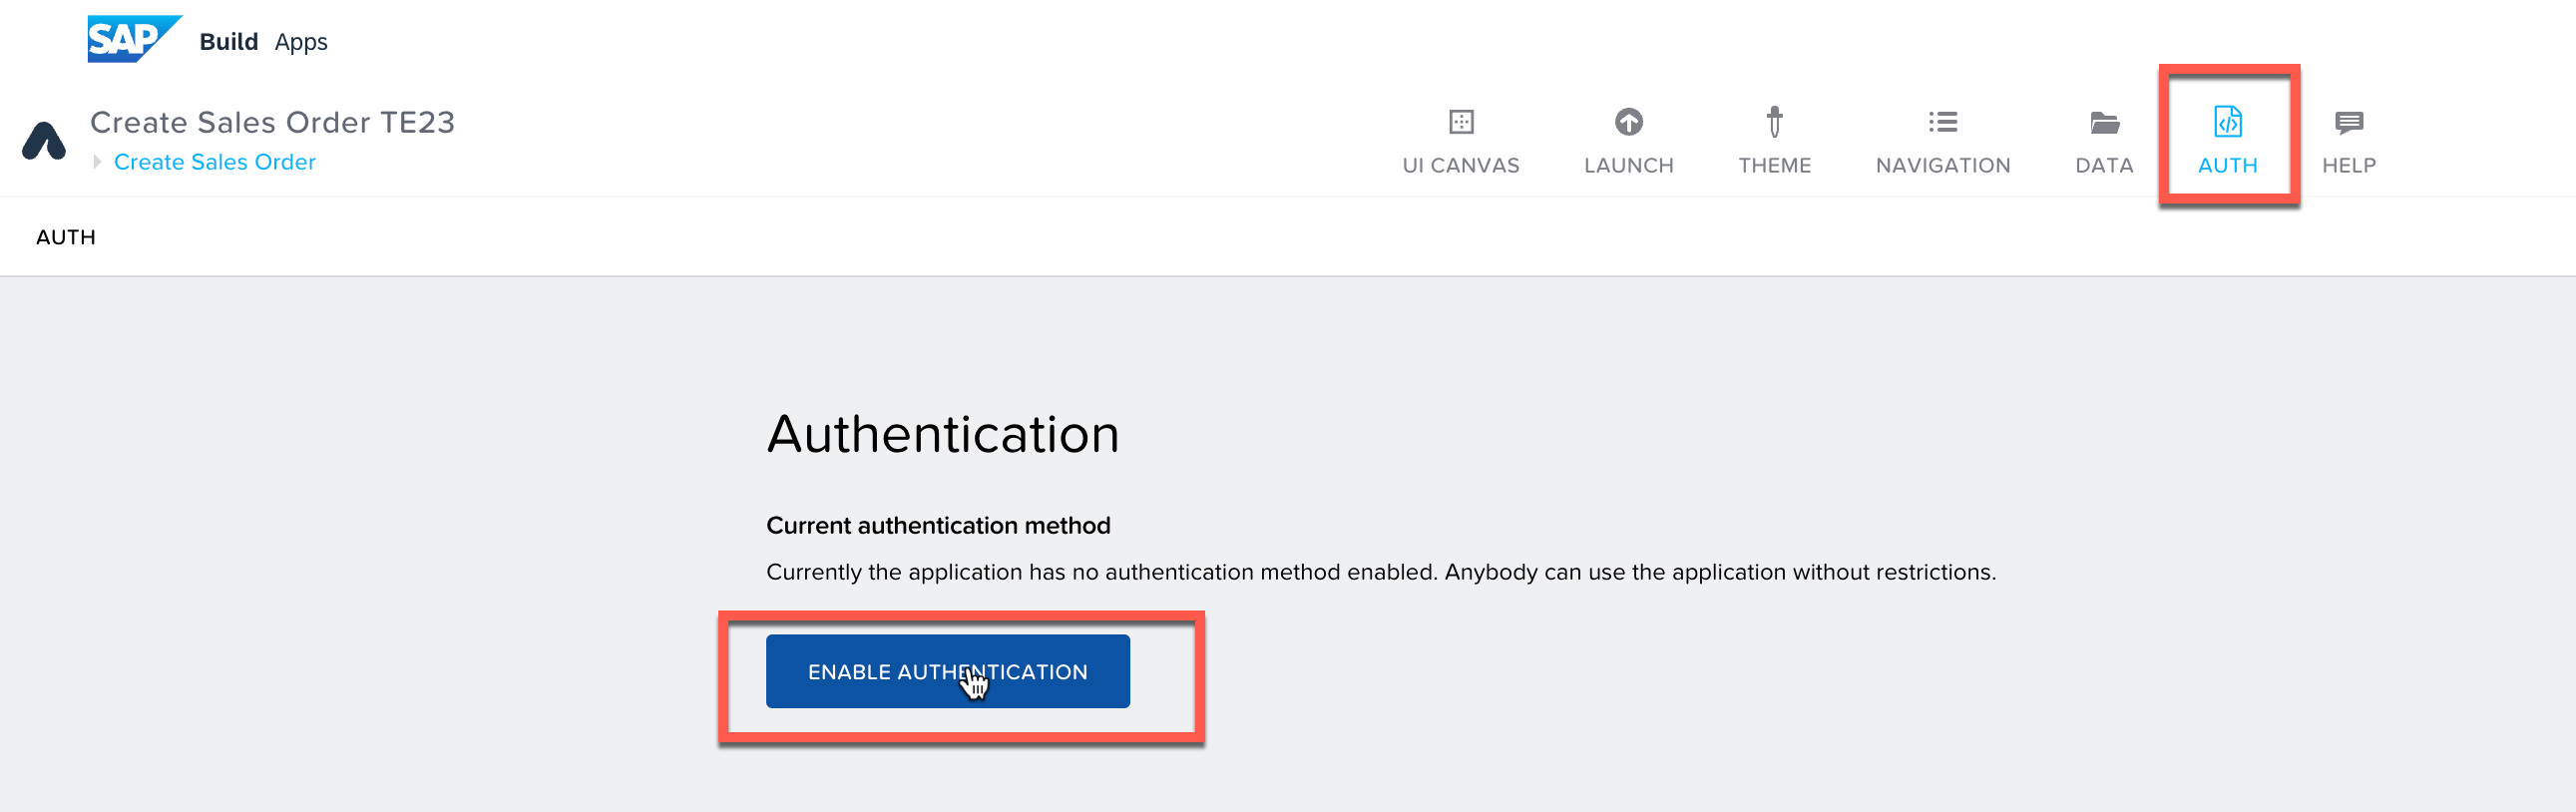 SAP Build Apps
Create Sales Order TE23
Create Sales Order
UI CANVAS
LAUNCH
THEME
NAVIGATION
DATA
AUTH
HELP
AUTH
Authentication
Current authentication method
Currently the application has no authentication method enabled. Anybody can use the application without restrictions.
ENABLE AUTHENTICATION